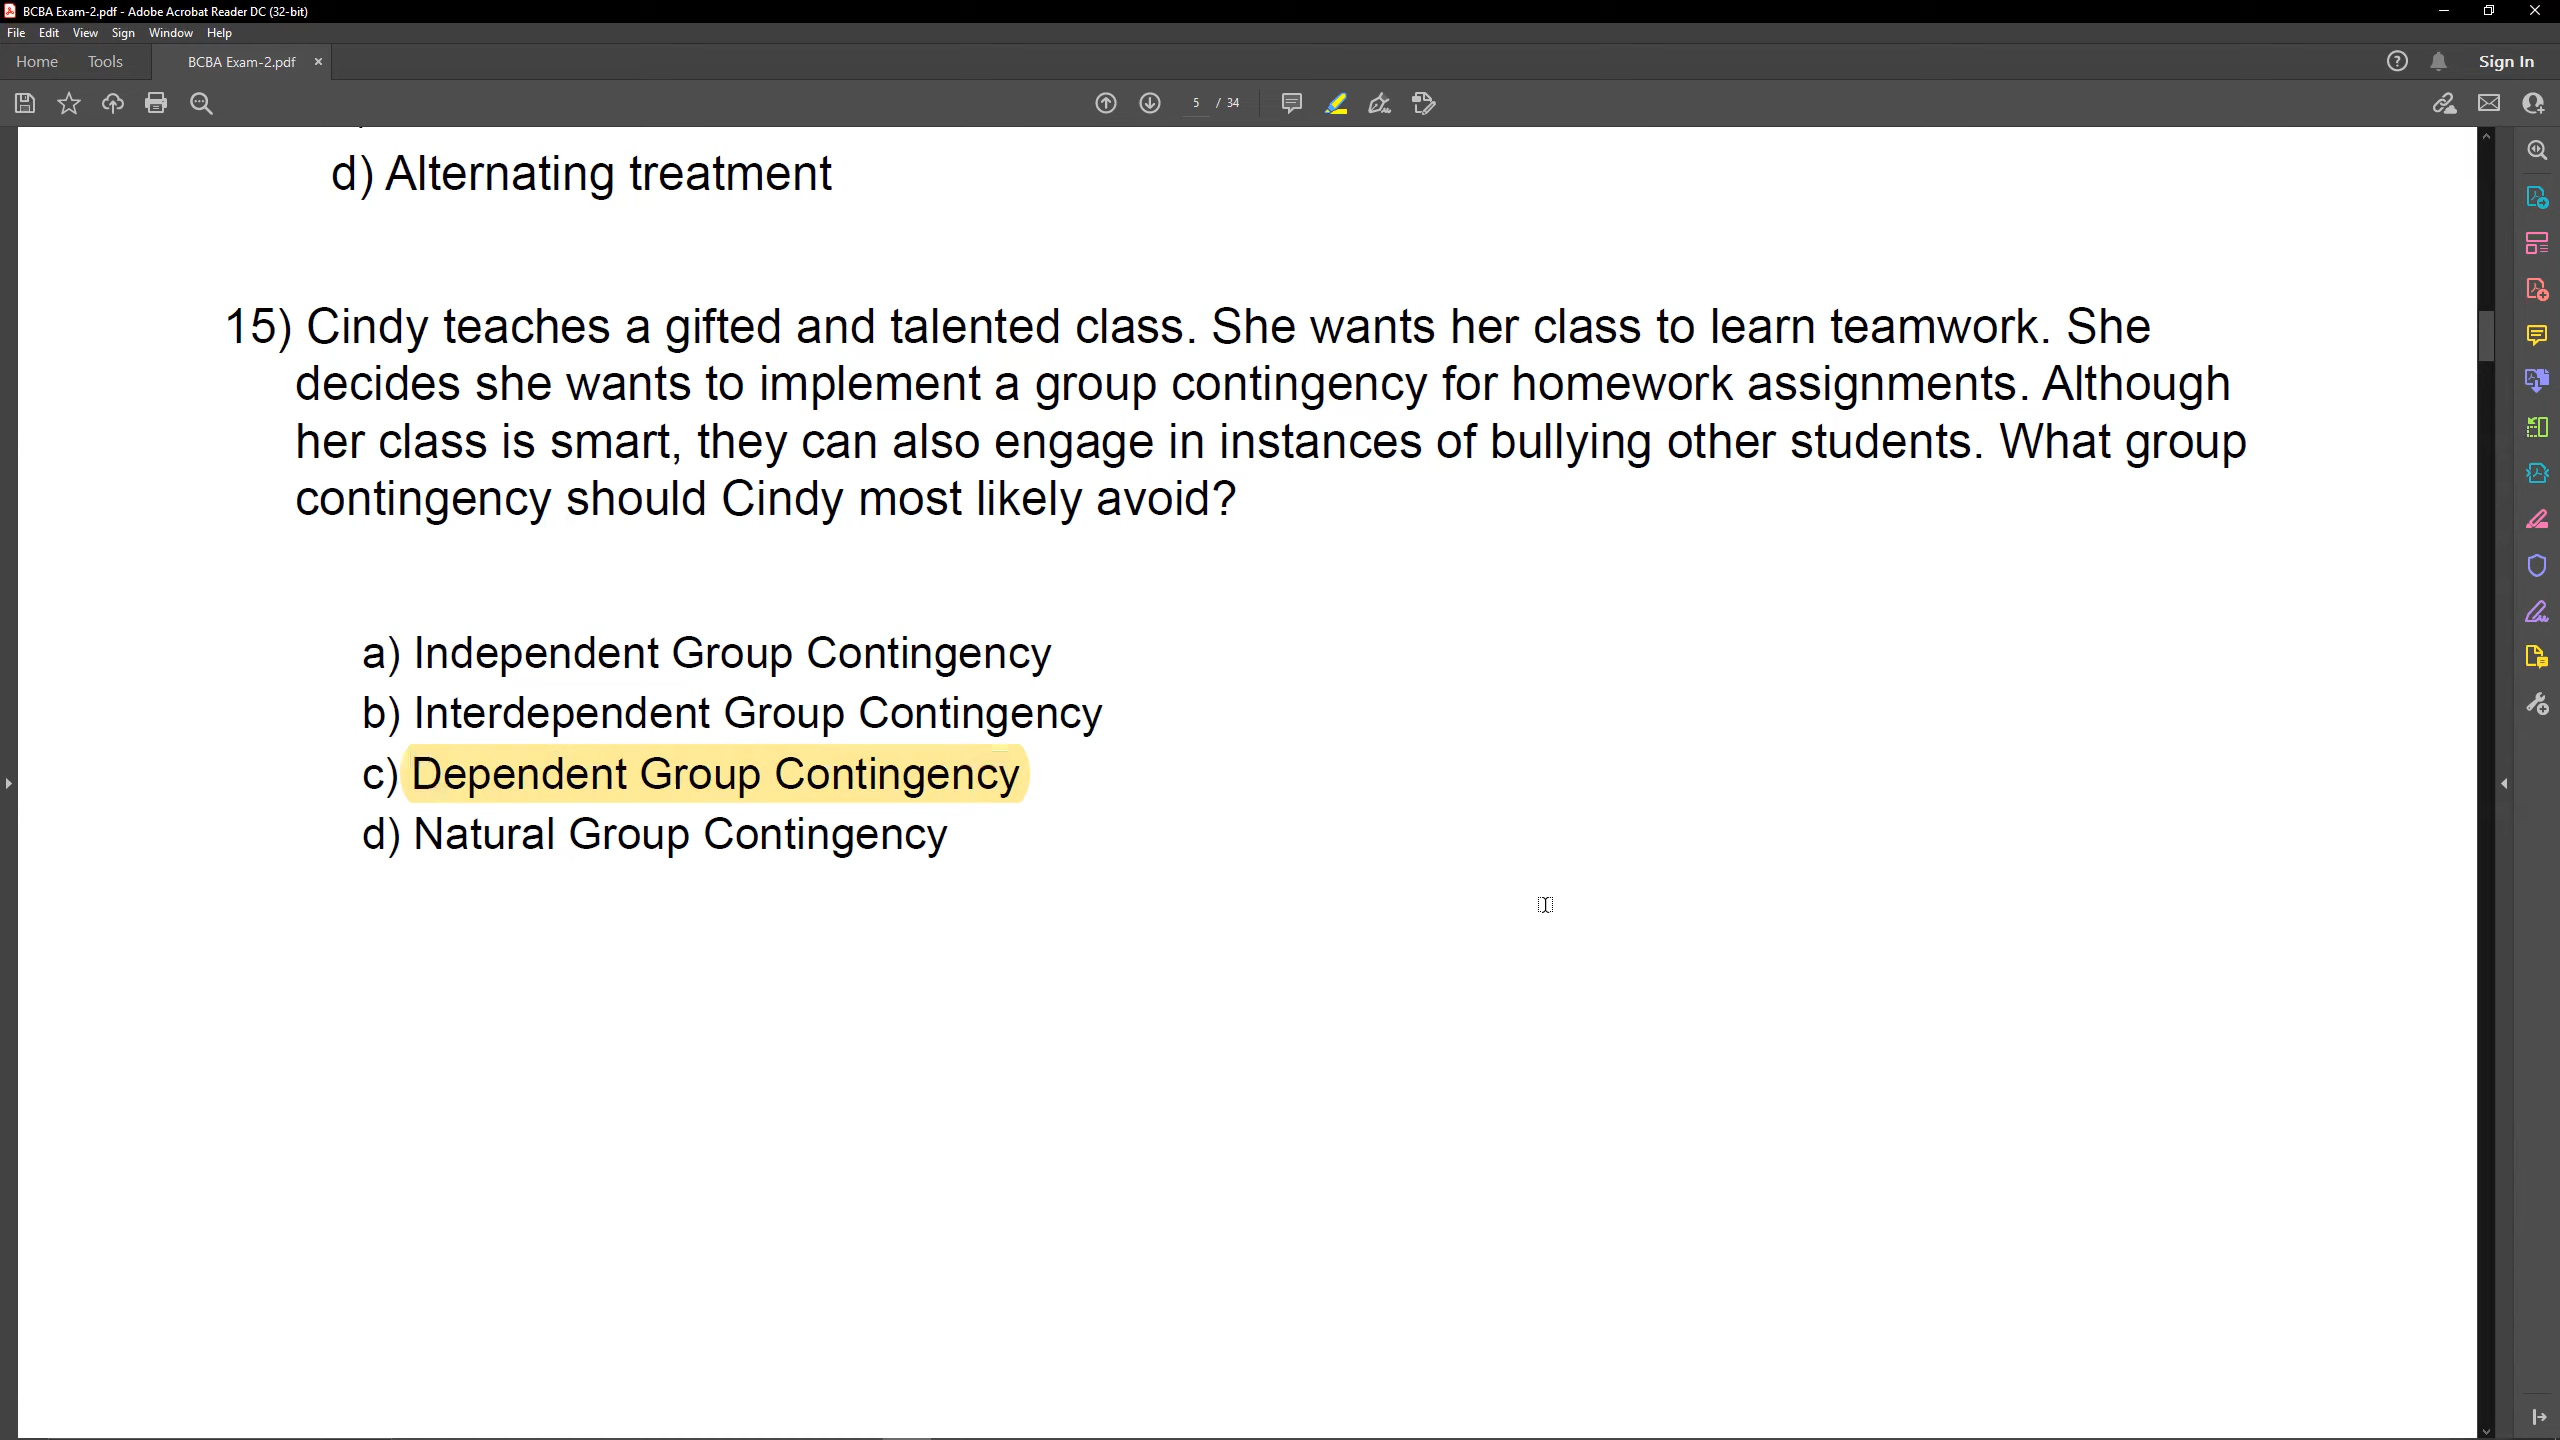 BCBA Exam-2.pdf - Adobe Acrobat Reader DC (32-bit)
File Edit View Sign Window Help
Home Tools BCBA Exam-2.pdf × Sign In
5 / 34
d) Alternating treatment
15) Cindy teaches a gifted and talented class. She wants her class to learn teamwork. She
decides she wants to implement a group contingency for homework assignments. Although
her class is smart, they can also engage in instances of bullying other students. What group
contingency should Cindy most likely avoid?
a) Independent Group Contingency
b) Interdependent Group Contingency
c) Dependent Group Contingency
d) Natural Group Contingency